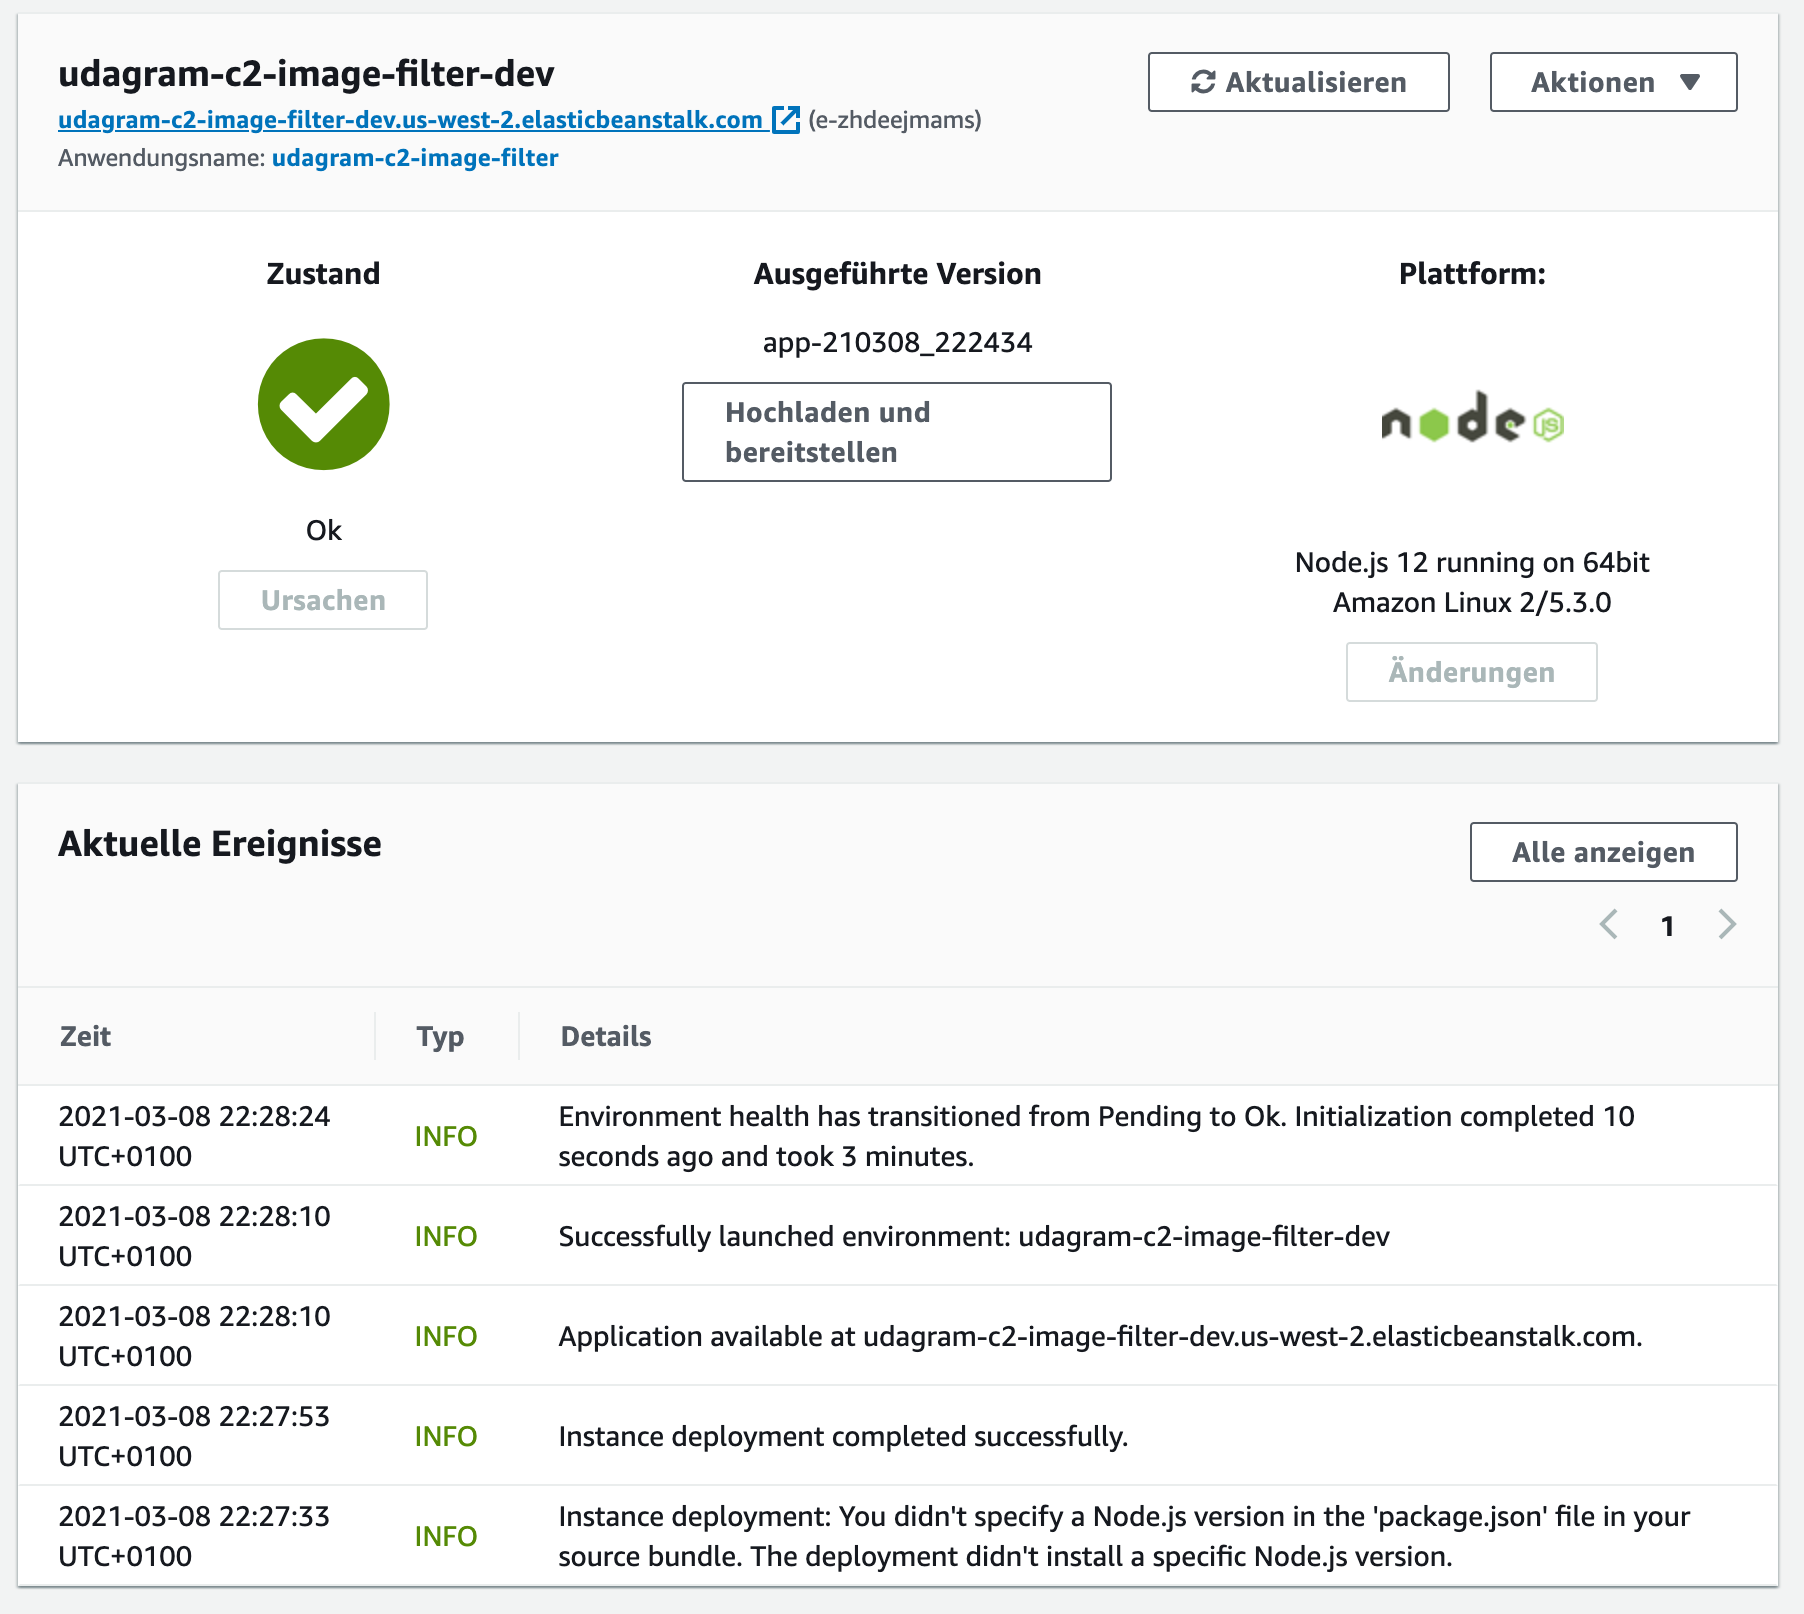 udagram-c2-image-filter-dev
Aktualisieren
Aktionen
udagram-c2-image-filter-dev.us-west-2.elasticbeanstalk.com (e-zhdeejmams)
Anwendungsname: udagram-c2-image-filter
Zustand
Ok
Ursachen
Ausgeführte Version
app-210308_222434
Hochladen und
bereitstellen
Plattform:
node JS
Node.js 12 running on 64bit
Amazon Linux 2/5.3.0
Änderungen
Aktuelle Ereignisse
Alle anzeigen
1
Zeit
Typ
Details
2021-03-08 22:28:24
UTC+0100
INFO
Environment health has transitioned from Pending to Ok. Initialization completed 10
seconds ago and took 3 minutes.
2021-03-08 22:28:10
UTC+0100
INFO
Successfully launched environment: udagram-c2-image-filter-dev
2021-03-08 22:28:10
UTC+0100
INFO
Application available at udagram-c2-image-filter-dev.us-west-2.elasticbeanstalk.com.
2021-03-08 22:27:53
UTC+0100
INFO
Instance deployment completed successfully.
2021-03-08 22:27:33
UTC+0100
INFO
Instance deployment: You didn't specify a Node.js version in the 'package.json' file in your
source bundle. The deployment didn't install a specific Node.js version.